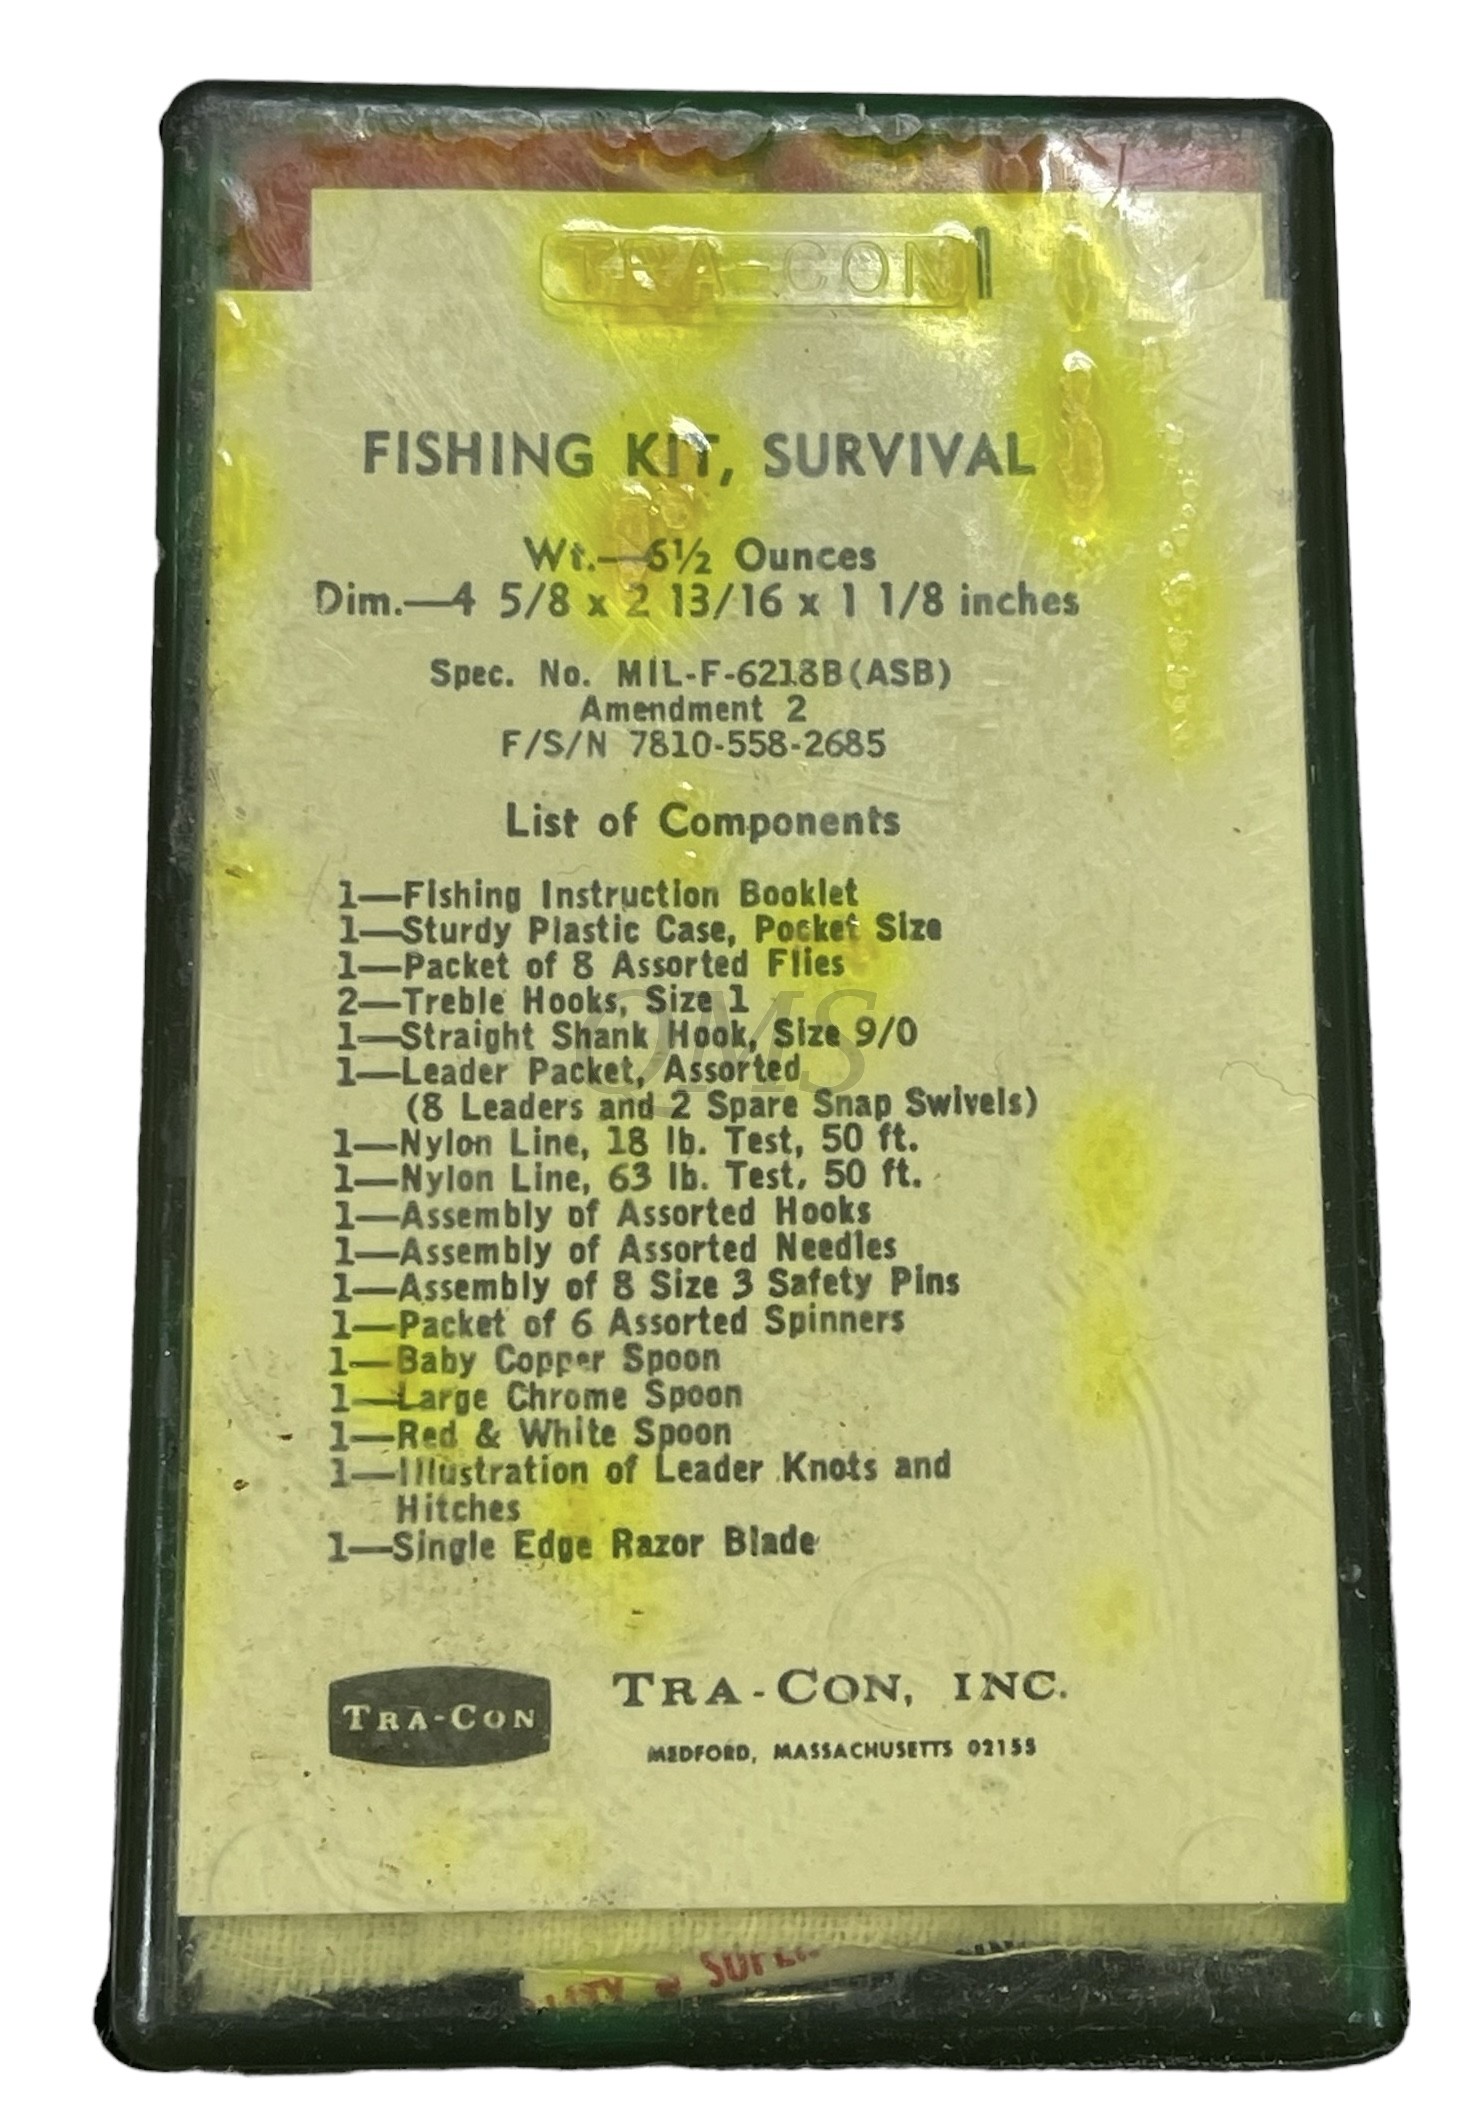 TRA-CON
FISHING KIT, SURVIVAL
Wt.—6½ Ounces
Dim.—4 5/8 x 2 13/16 x 1 1/8 inches
Spec. No. MIL-F-6218B(ASB)
Amendment 2
F/S/N 7810-558-2685
List of Components
1—Fishing Instruction Booklet
1—Sturdy Plastic Case, Pocket Size
1—Packet of 8 Assorted Flies
2—Treble Hooks, Size 1
1—Straight Shank Hook, Size 9/0
QMS
1—Leader Packet, Assorted
(8 Leaders and 2 Spare Snap Swivels)
1—Nylon Line, 18 lb. Test, 50 ft.
1—Nylon Line, 63 lb. Test, 50 ft.
1—Assembly of Assorted Hooks
1—Assembly of Assorted Needles
1—Assembly of 8 Size 3 Safety Pins
1—Packet of 6 Assorted Spinners
1—Baby Copper Spoon
1—Large Chrome Spoon
1—Red & White Spoon
1—Illustration of Leader Knots and
Hitches
1—Single Edge Razor Blade
TRA-CON
TRA-CON, INC.
MEDFORD, MASSACHUSETTS 02155